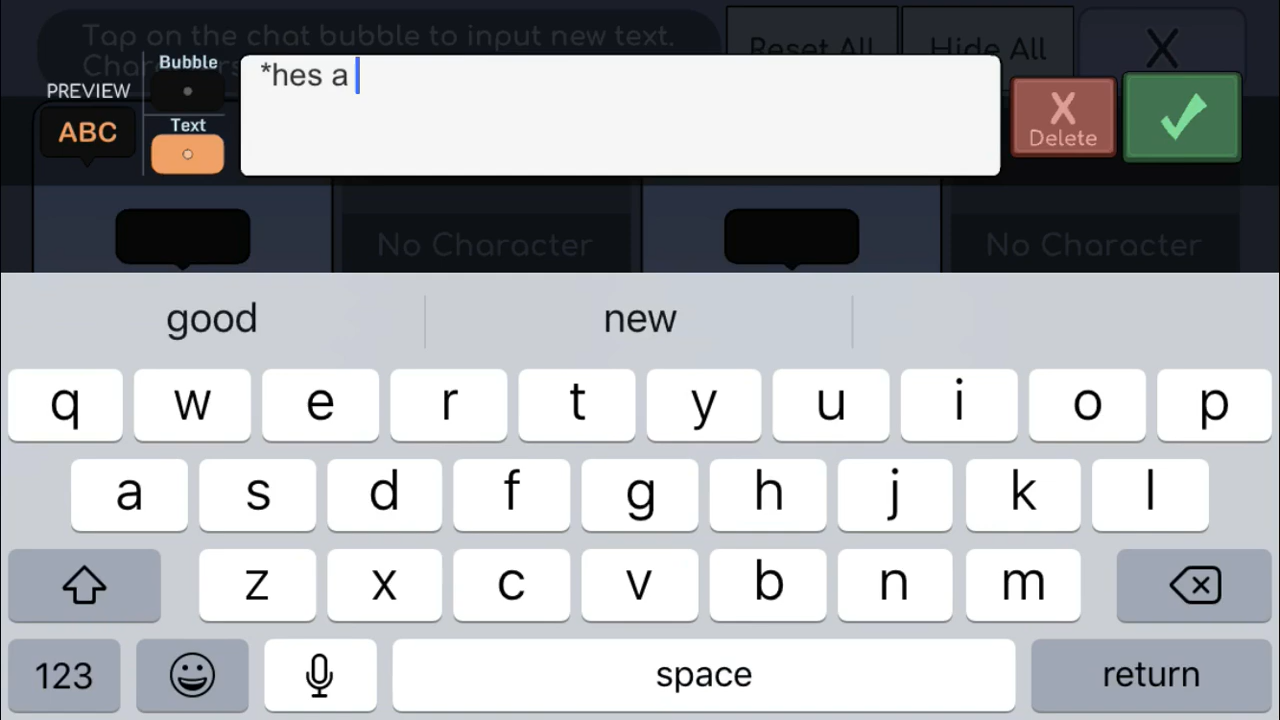 Tap on the chat bubble to input new text.
Reset All
Hide All
X
Bubble
PREVIEW
ABC
Text
*hes a
X
Delete
No Character
No Character
good
new
q w e r t y u i o p
a s d f g h j k l
z x c v b n m
123
space
return